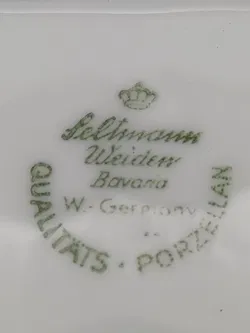 Seltmann
Weiden
Bavaria
W.-Germany
QUALITÄTS · PORZELLAN